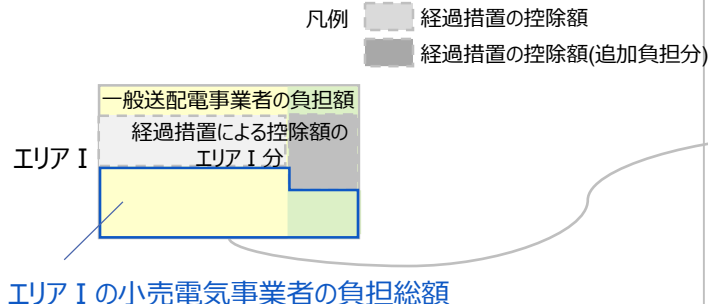 凡例
経過措置の控除額
経過措置の控除額(追加負担分)
一般送配電事業者の負担額
経過措置による控除額の
エリアⅠ分
エリアⅠ
エリアⅠの小売電気事業者の負担総額